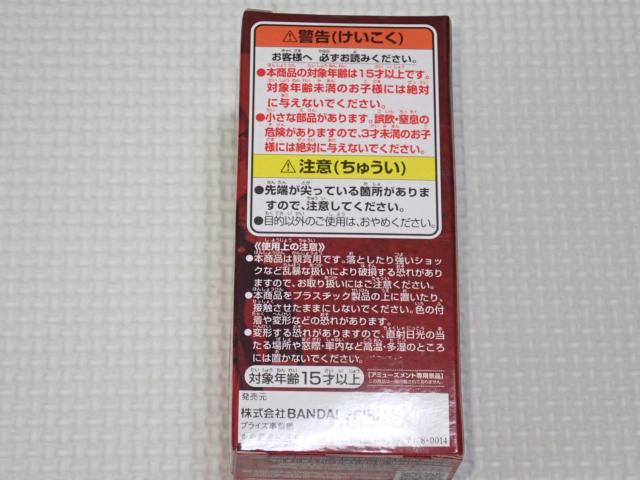 ⚠警告(けいこく)
お客様へ 必ずお読みください。
●本商品の対象年齢は15才以上です。
対象年齢未満のお子様には絶対
に与えないでください。
●小さな部品があります。誤飲・窒息の
危険がありますので、3才未満のお子
様には絶対に与えないでください。
⚠注意(ちゅうい)
●先端が尖っている箇所がありま
すので、注意してください。
●目的以外のご使用は、おやめください。
《使用上の注意》
●本商品は観賞用です。落としたり強いショッ
クなど乱暴な扱いにより破損する恐れがあり
ますので、お取り扱いにはご注意ください。
●本商品をプラスチック製品の上に置いたり、
接触させたままにしないでください。色の付
着や変形などの恐れがあります。
●変形する恐れがありますので、直射日光の当
たる場所や窓際・車内など高温・多湿のところ
には置かないでください。
対象年齢15才以上
[アミューズメント専用景品]
発売元
株式会社BANDAI
プライズ事